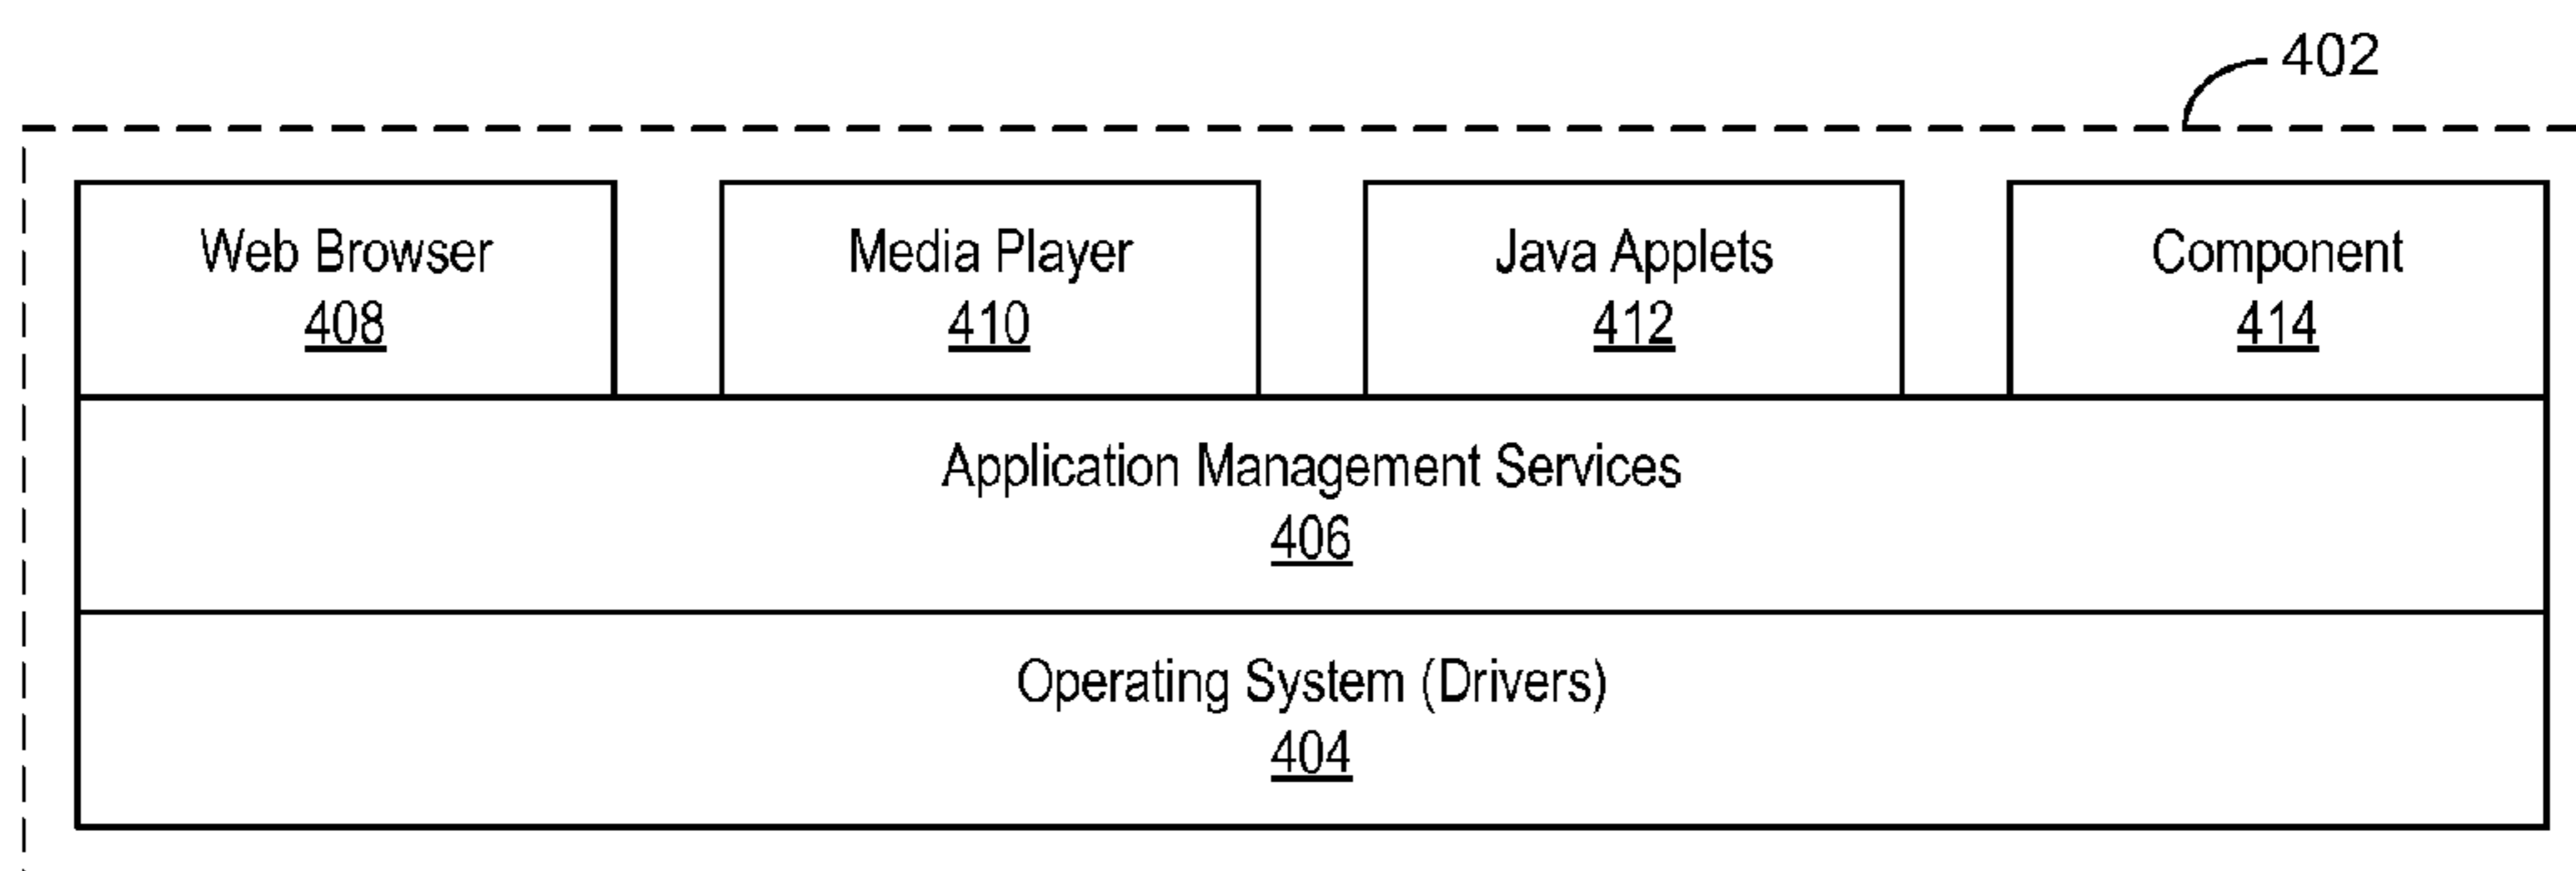 402
Web Browser
408
Media Player
410
Java Applets
412
Component
414
Application Management Services
406
Operating System (Drivers)
404